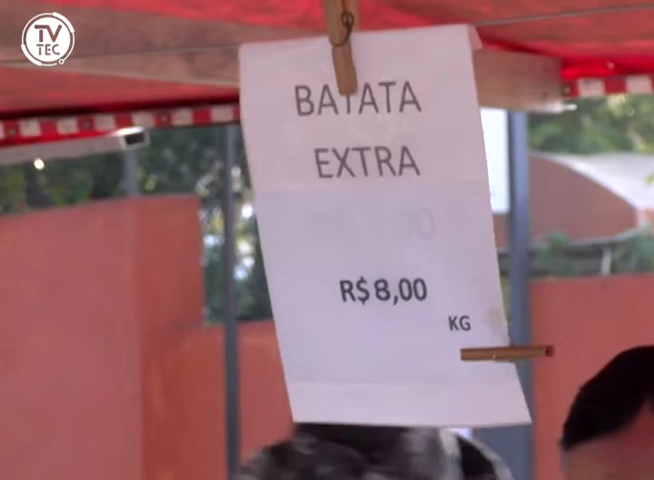 TV
TEC
BATATA
EXTRA
R$8,00
KG